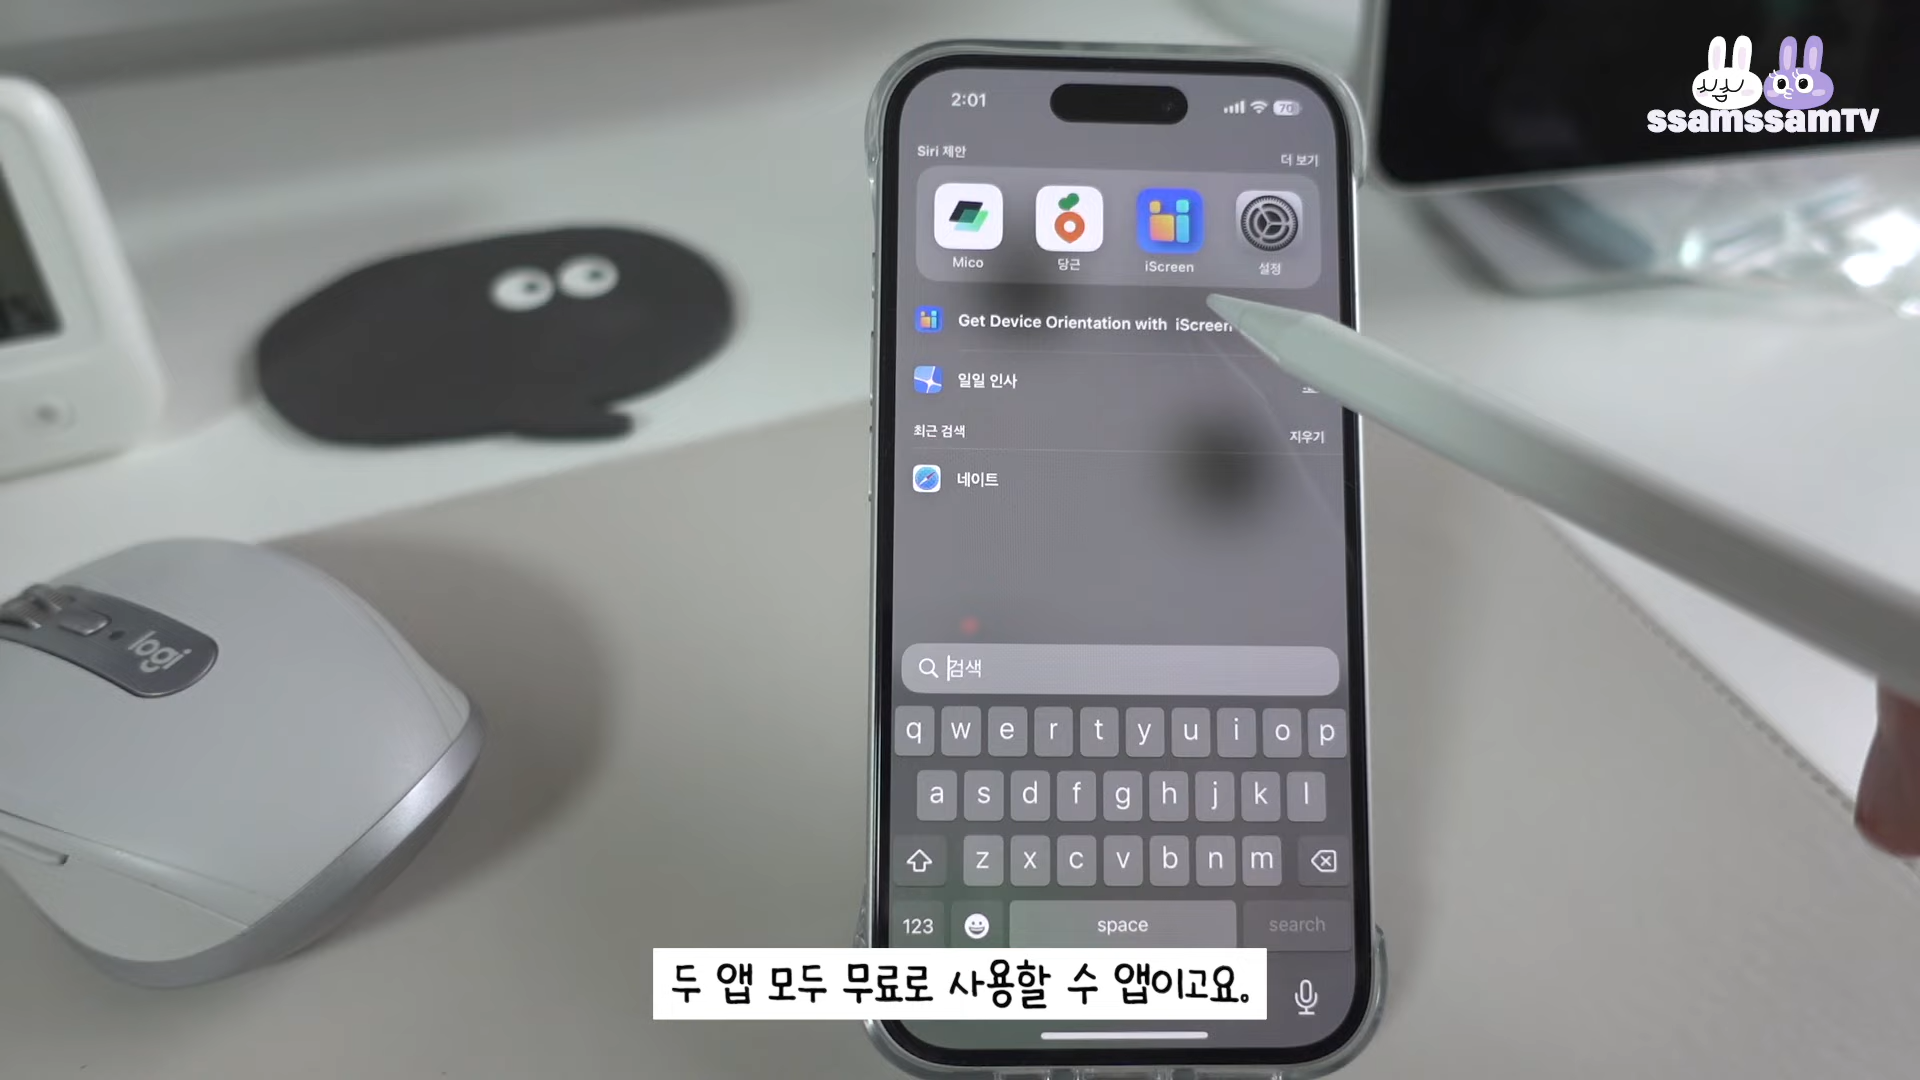 ssamssamTV
2:01
70
Siri 제안
더 보기
Mico
당근
iScreen
설정
Get Device Orientation with iScreen
일일 인사
최근 검색
지우기
네이트
검색
q w e r t y u i o p
a s d f g h j k l
z x c v b n m
123
space
search
logi
두 앱 모두 무료로 사용할 수 앱이고요.